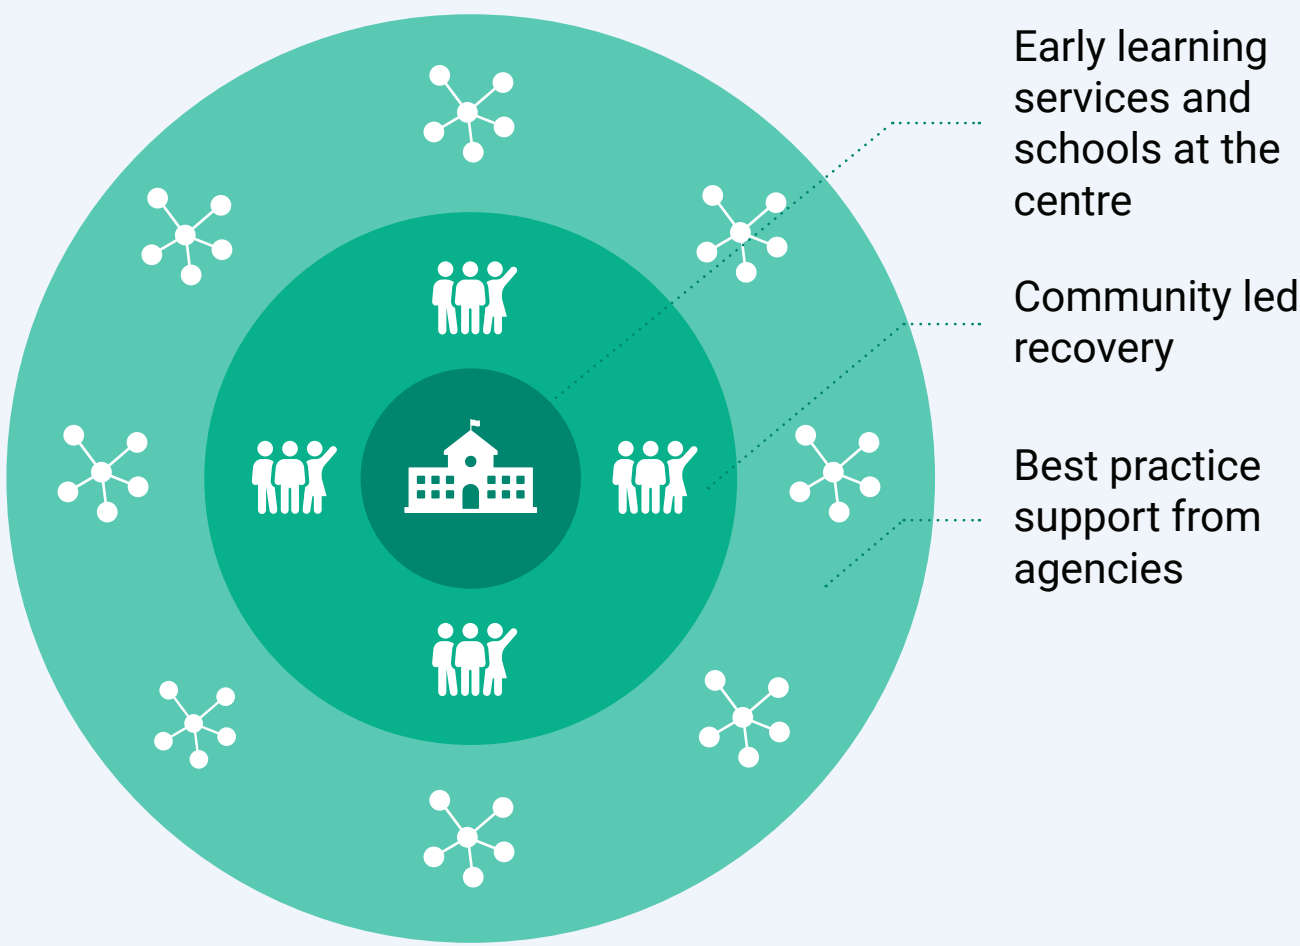 Early learning
services and
schools at the
centre
Community led
recovery
Best practice
support from
agencies